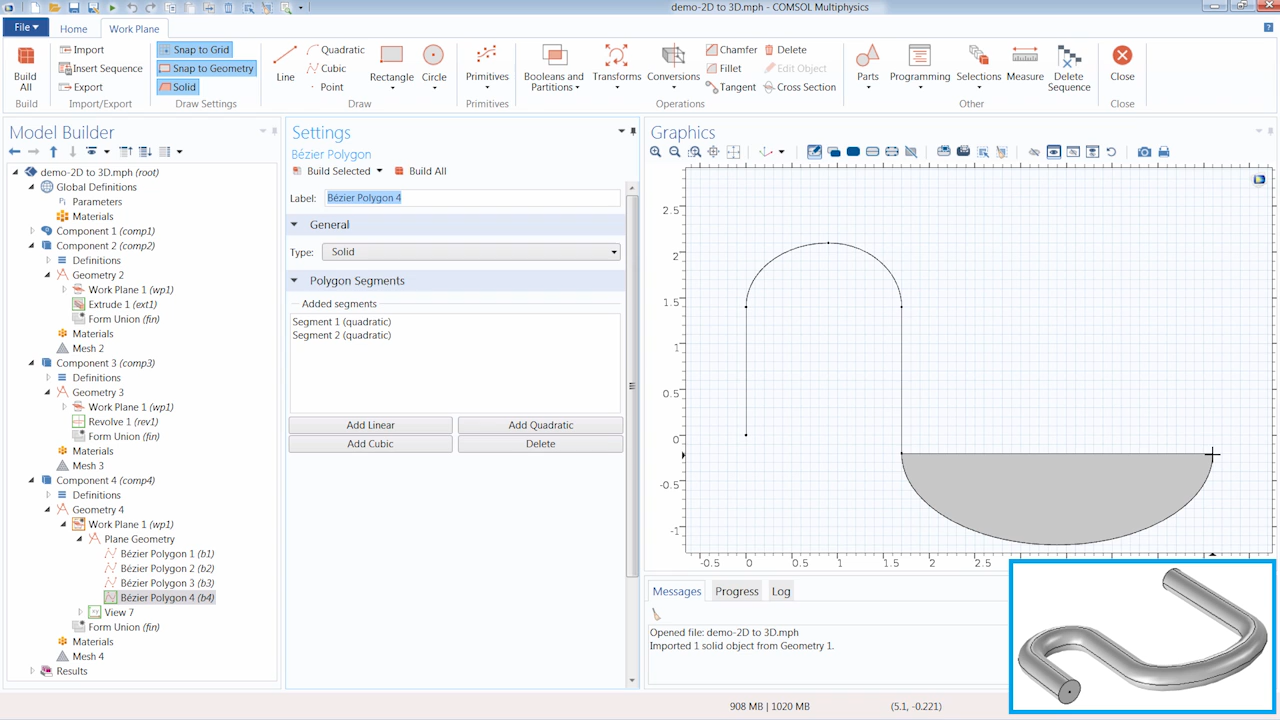 demo-2D to 3D.mph - COMSOL Multiphysics
File
Home
Work Plane
Build All
Build
Import
Insert Sequence
Export
Import/Export
Snap to Grid
Snap to Geometry
Solid
Draw Settings
Line
Quadratic
Cubic
Point
Rectangle
Circle
Draw
Primitives
Primitives
Booleans and Partitions
Transforms
Conversions
Chamfer
Fillet
Tangent
Delete
Edit Object
Cross Section
Operations
Parts
Programming
Selections
Measure
Delete Sequence
Other
Close
Close
Model Builder
demo-2D to 3D.mph (root)
Global Definitions
Pi Parameters
Materials
Component 1 (comp1)
Component 2 (comp2)
Definitions
Geometry 2
Work Plane 1 (wp1)
Extrude 1 (ext1)
Form Union (fin)
Materials
Mesh 2
Component 3 (comp3)
Definitions
Geometry 3
Work Plane 1 (wp1)
Revolve 1 (rev1)
Form Union (fin)
Materials
Mesh 3
Component 4 (comp4)
Definitions
Geometry 4
Work Plane 1 (wp1)
Plane Geometry
Bézier Polygon 1 (b1)
Bézier Polygon 2 (b2)
Bézier Polygon 3 (b3)
Bézier Polygon 4 (b4)
View 7
Form Union (fin)
Materials
Mesh 4
Results
Settings
Bézier Polygon
Build Selected
Build All
Label: Bézier Polygon 4
General
Type: Solid
Polygon Segments
Added segments
Segment 1 (quadratic)
Segment 2 (quadratic)
Add Linear
Add Quadratic
Add Cubic
Delete
Graphics
2.5
2
1.5
1
0.5
0
-0.5
-1
-0.5 0 0.5 1 1.5 2 2.5
Messages
Progress
Log
Opened file: demo-2D to 3D.mph
Imported 1 solid object from Geometry 1.
908 MB | 1020 MB
(5.1, -0.221)